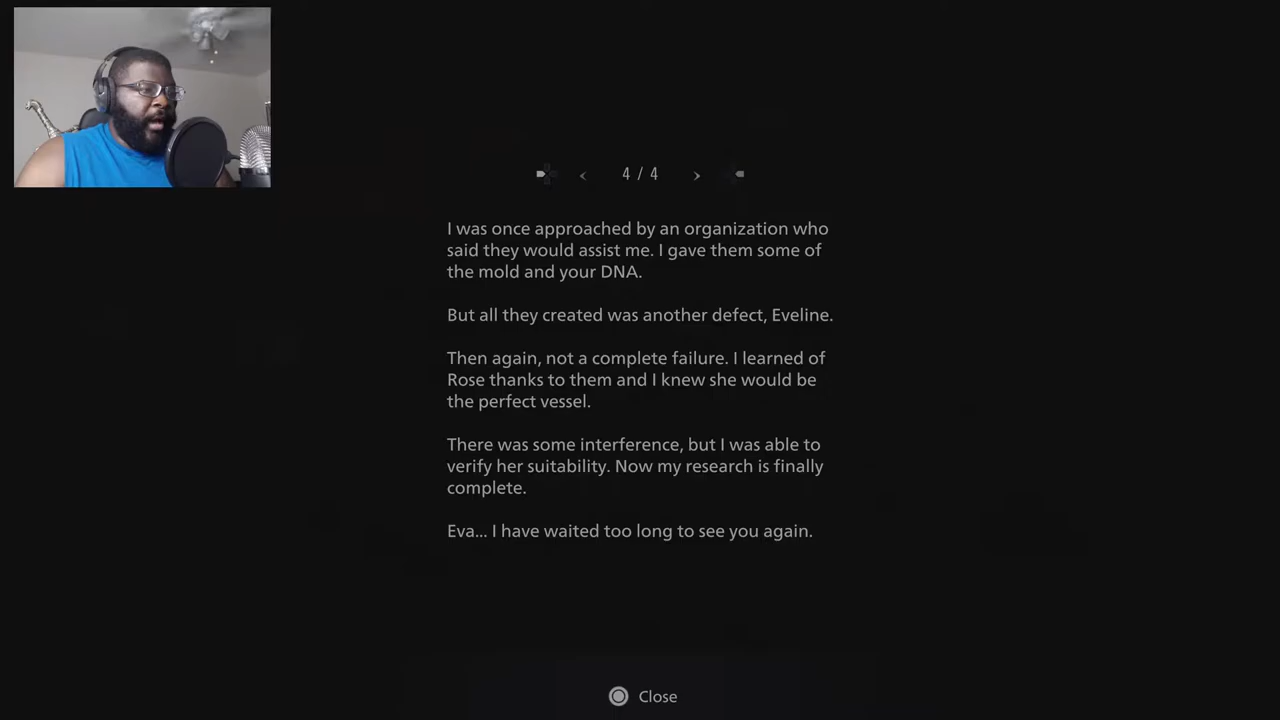 4 / 4
I was once approached by an organization who
said they would assist me. I gave them some of
the mold and your DNA.
But all they created was another defect, Eveline.
Then again, not a complete failure. I learned of
Rose thanks to them and I knew she would be
the perfect vessel.
There was some interference, but I was able to
verify her suitability. Now my research is finally
complete.
Eva... I have waited too long to see you again.
Close